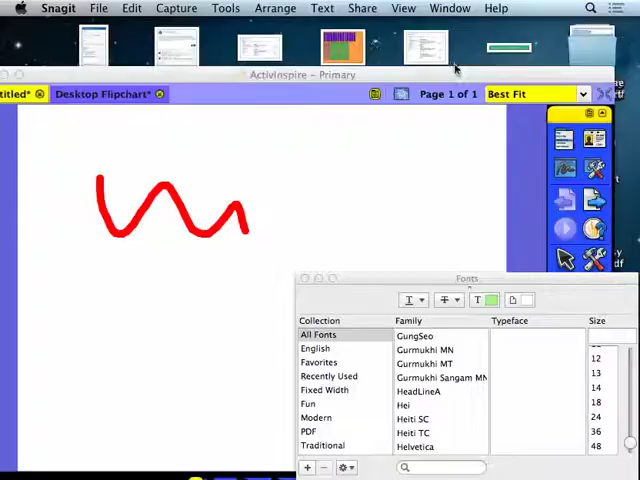 Snagit File Edit Capture Tools Arrange Text Share View Window Help
ActivInspire - Primary
titled* Desktop Flipchart* Page 1 of 1 Best Fit
Fonts
T T T
Collection Family Typeface Size
All Fonts GungSeo
English Gurmukhi MN 12
Favorites Gurmukhi MT 13
Recently Used Gurmukhi Sangam MN 14
Fixed Width HeadLineA 18
Fun Hei 24
Modern Heiti SC 36
PDF Heiti TC 48
Traditional Helvetica